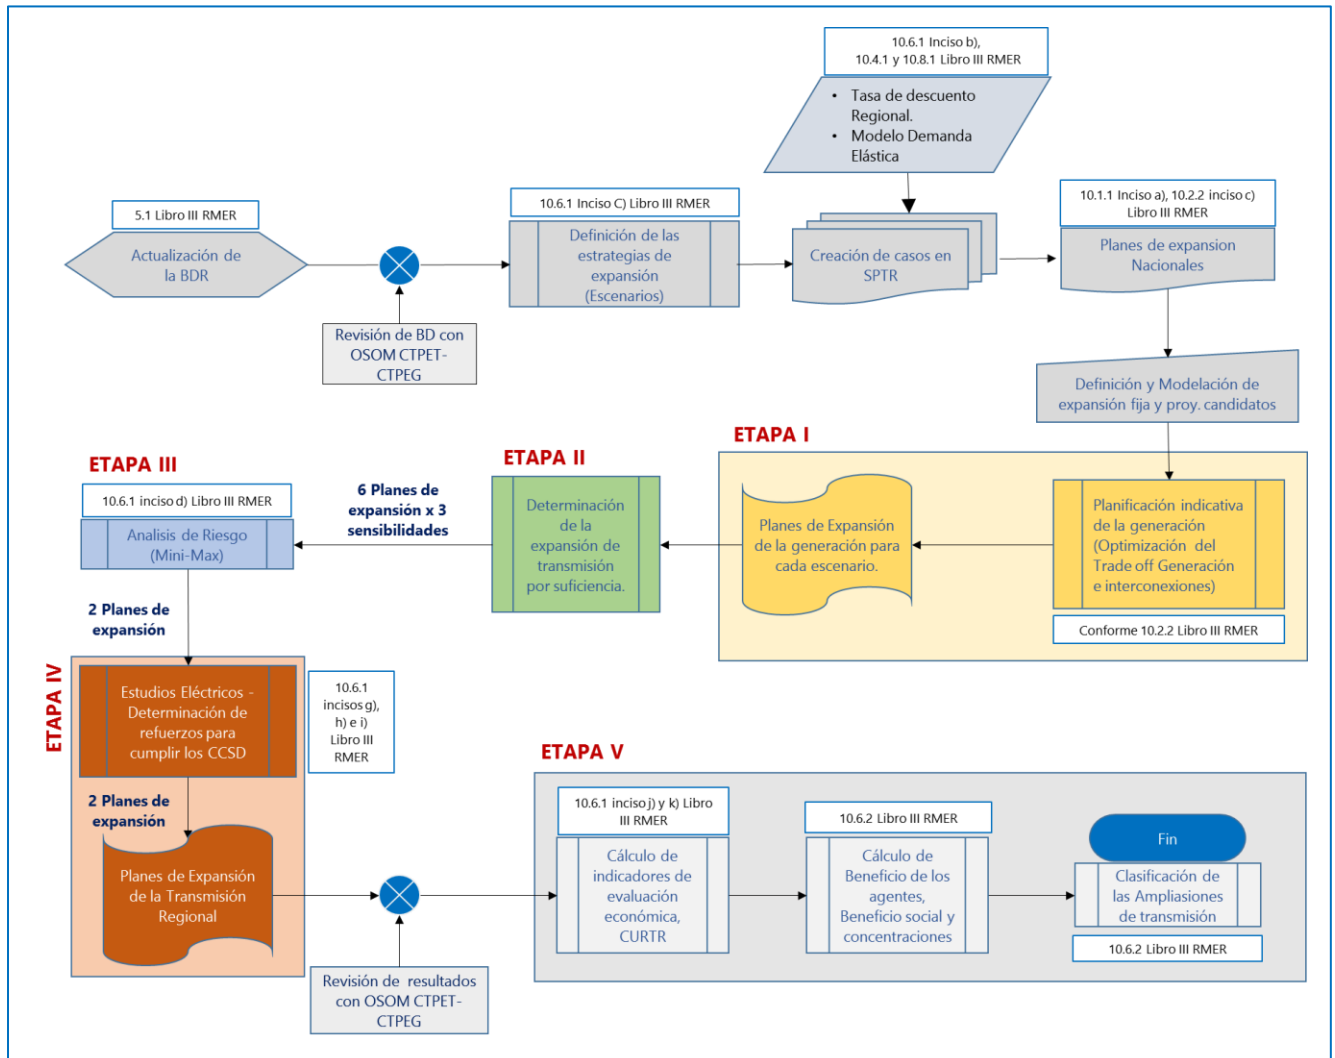 10.6.1 Inciso b),
10.4.1 y 10.8.1 Libro III RMER
• Tasa de descuento
Regional.
• Modelo Demanda
Elástica
5.1 Libro III RMER
Actualización de
la BDR
Revisión de BD con
OSOM CTPET-
CTPEG
10.6.1 Inciso C) Libro III RMER
Definición de las
estrategias de
expansión
(Escenarios)
Creación de casos en
SPTR
10.1.1 Inciso a), 10.2.2 inciso c)
Libro III RMER
Planes de expansion
Nacionales
Definición y Modelación de
expansión fija y proy. candidatos
ETAPA I
Planificación indicativa
de la generación
(Optimización del
Trade off Generación
e interconexiones)
Conforme 10.2.2 Libro III RMER
Planes de Expansión
de la generación para
cada escenario.
ETAPA II
Determinación
de la
expansión de
transmisión
por suficiencia.
6 Planes de
expansión x 3
sensibilidades
ETAPA III
10.6.1 inciso d) Libro III RMER
Analisis de Riesgo
(Mini-Max)
2 Planes de
expansión
ETAPA IV
Estudios Eléctricos -
Determinación de
refuerzos para
cumplir los CCSD
10.6.1
incisos g),
h) e i)
Libro III
RMER
2 Planes de
expansión
Planes de Expansión
de la Transmisión
Regional
Revisión de resultados
con OSOM CTPET-
CTPEG
ETAPA V
10.6.1 inciso j) y k) Libro
III RMER
Cálculo de
indicadores de
evaluación
económica,
CURTR
10.6.2 Libro III RMER
Cálculo de
Beneficio de los
agentes,
Beneficio social y
concentraciones
Fin
Clasificación de
las Ampliasiones
de transmisión
10.6.2 Libro III RMER